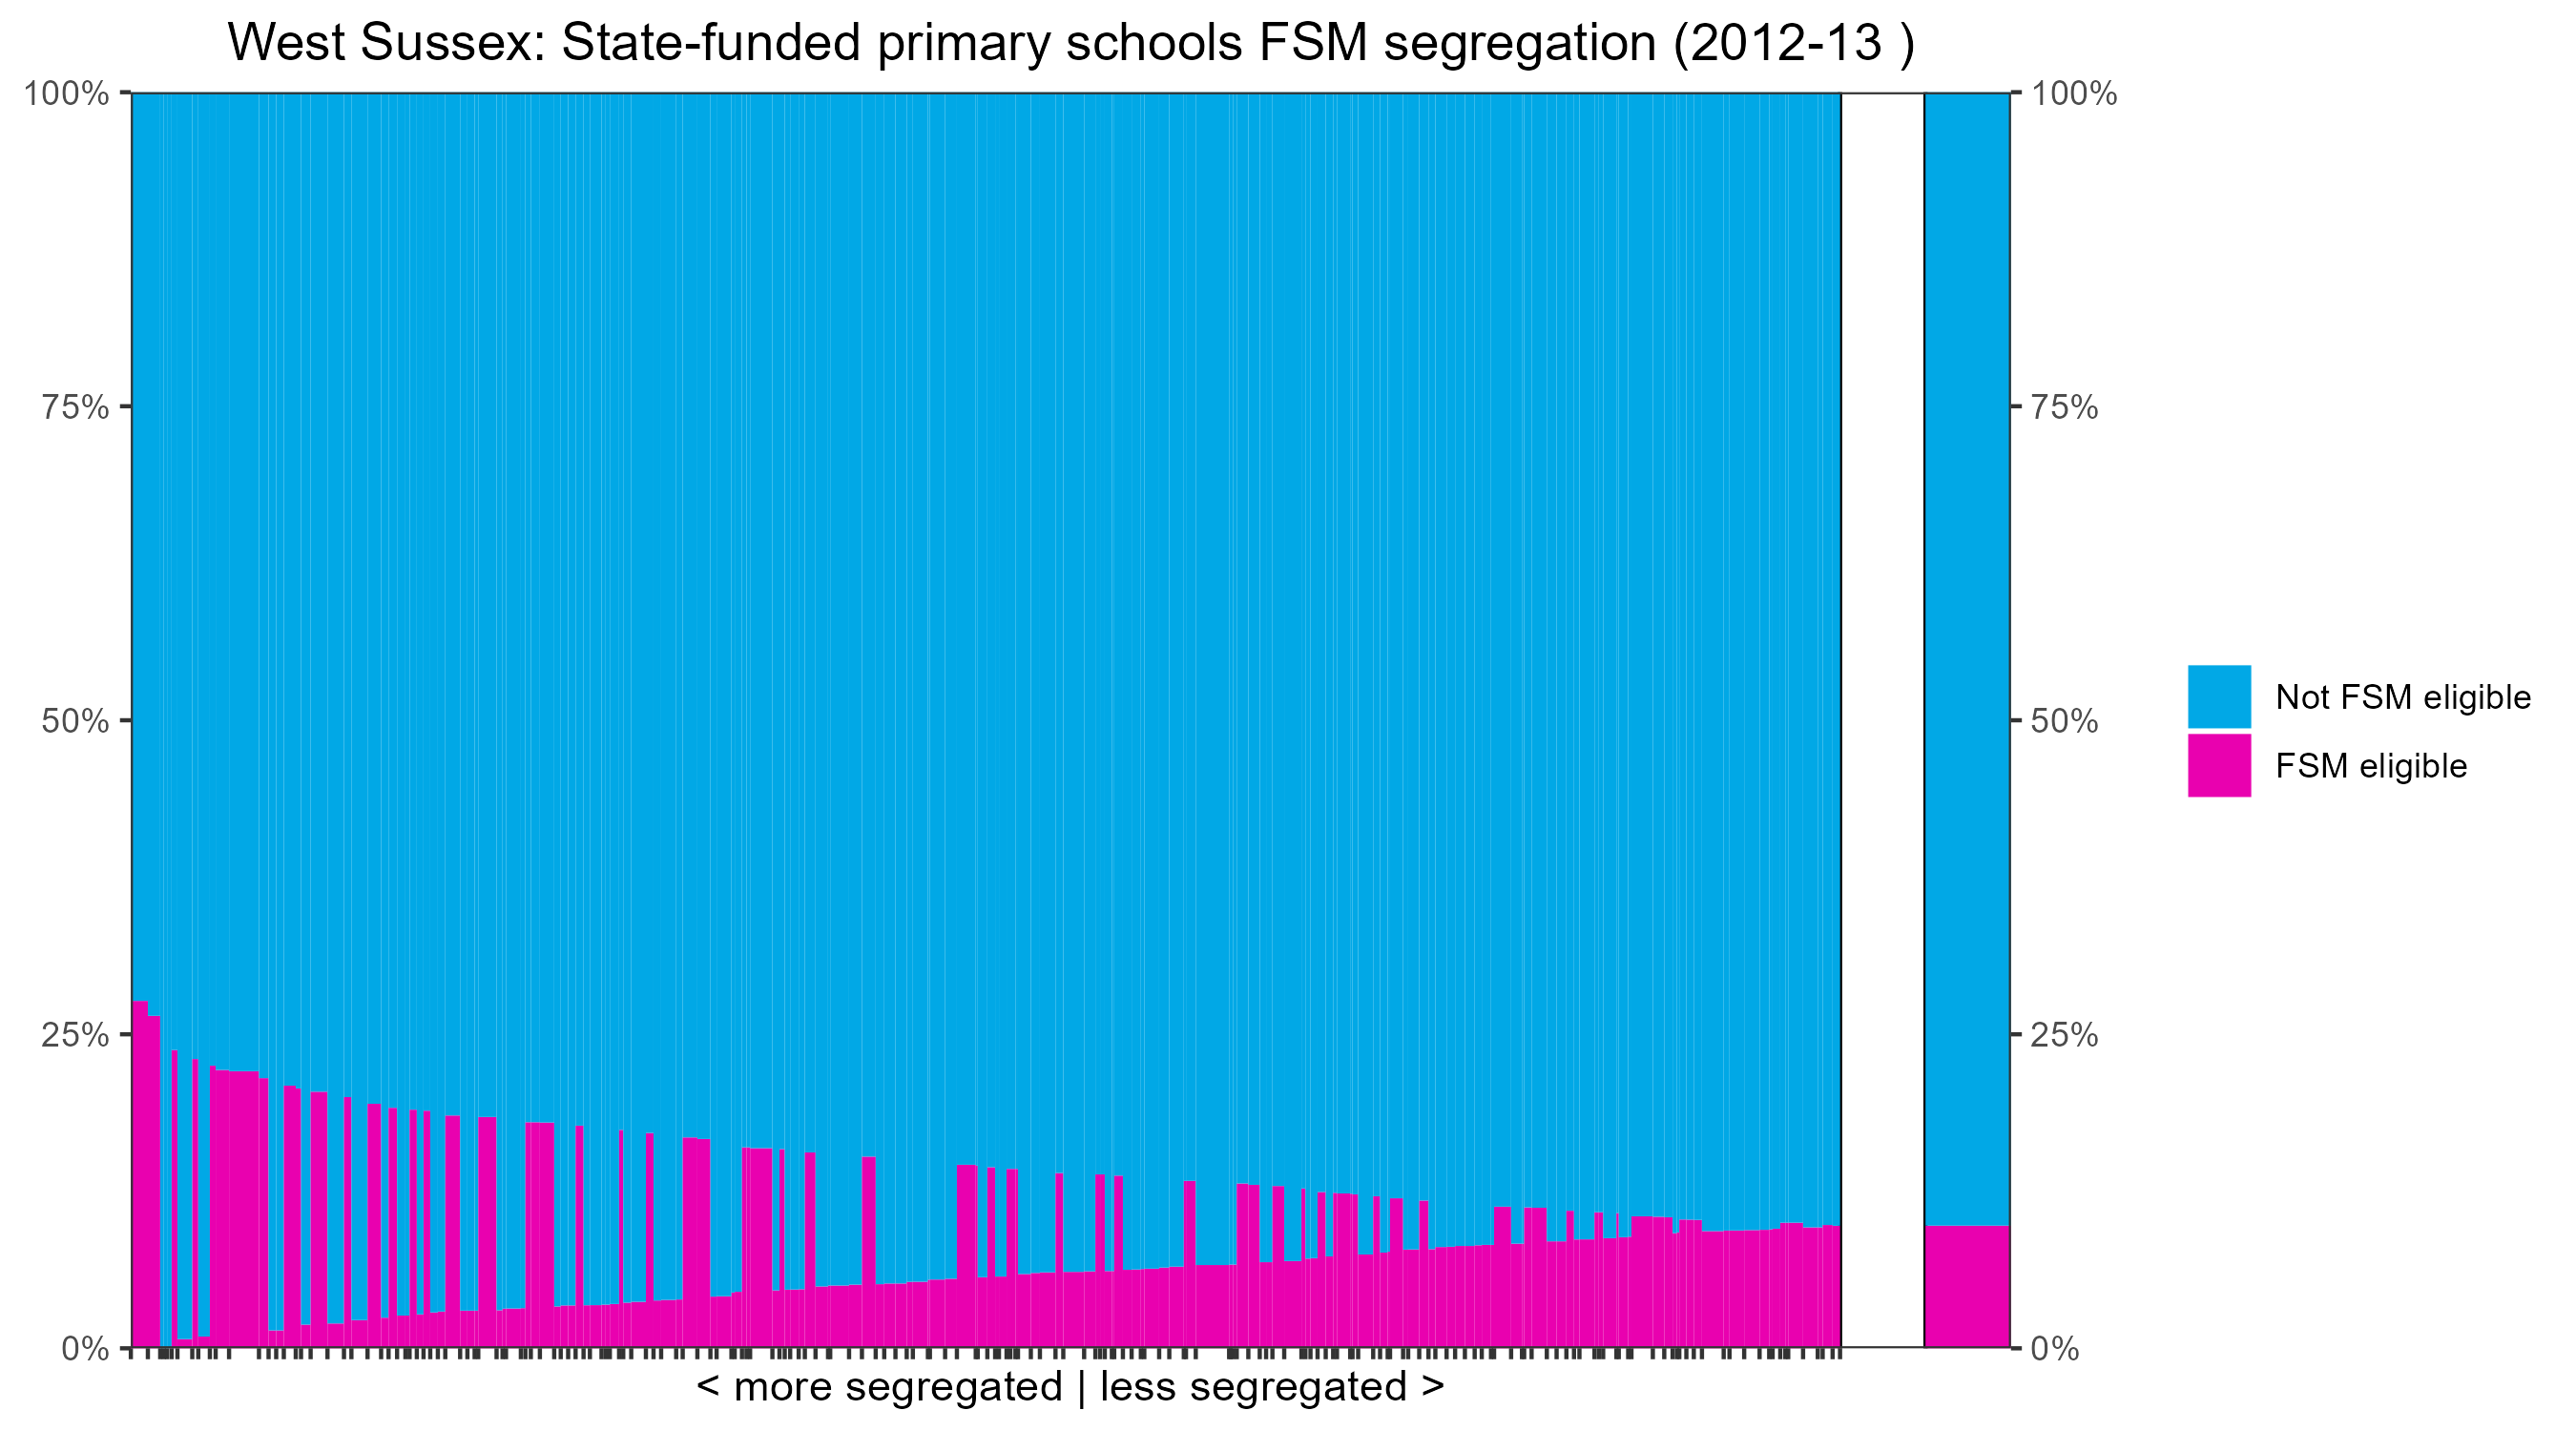 West Sussex: State-funded primary schools FSM segregation (2012-13 )
100%
75%
50%
25%
0%
100%
75%
50%
25%
0%
Not FSM eligible
FSM eligible
< more segregated | less segregated >